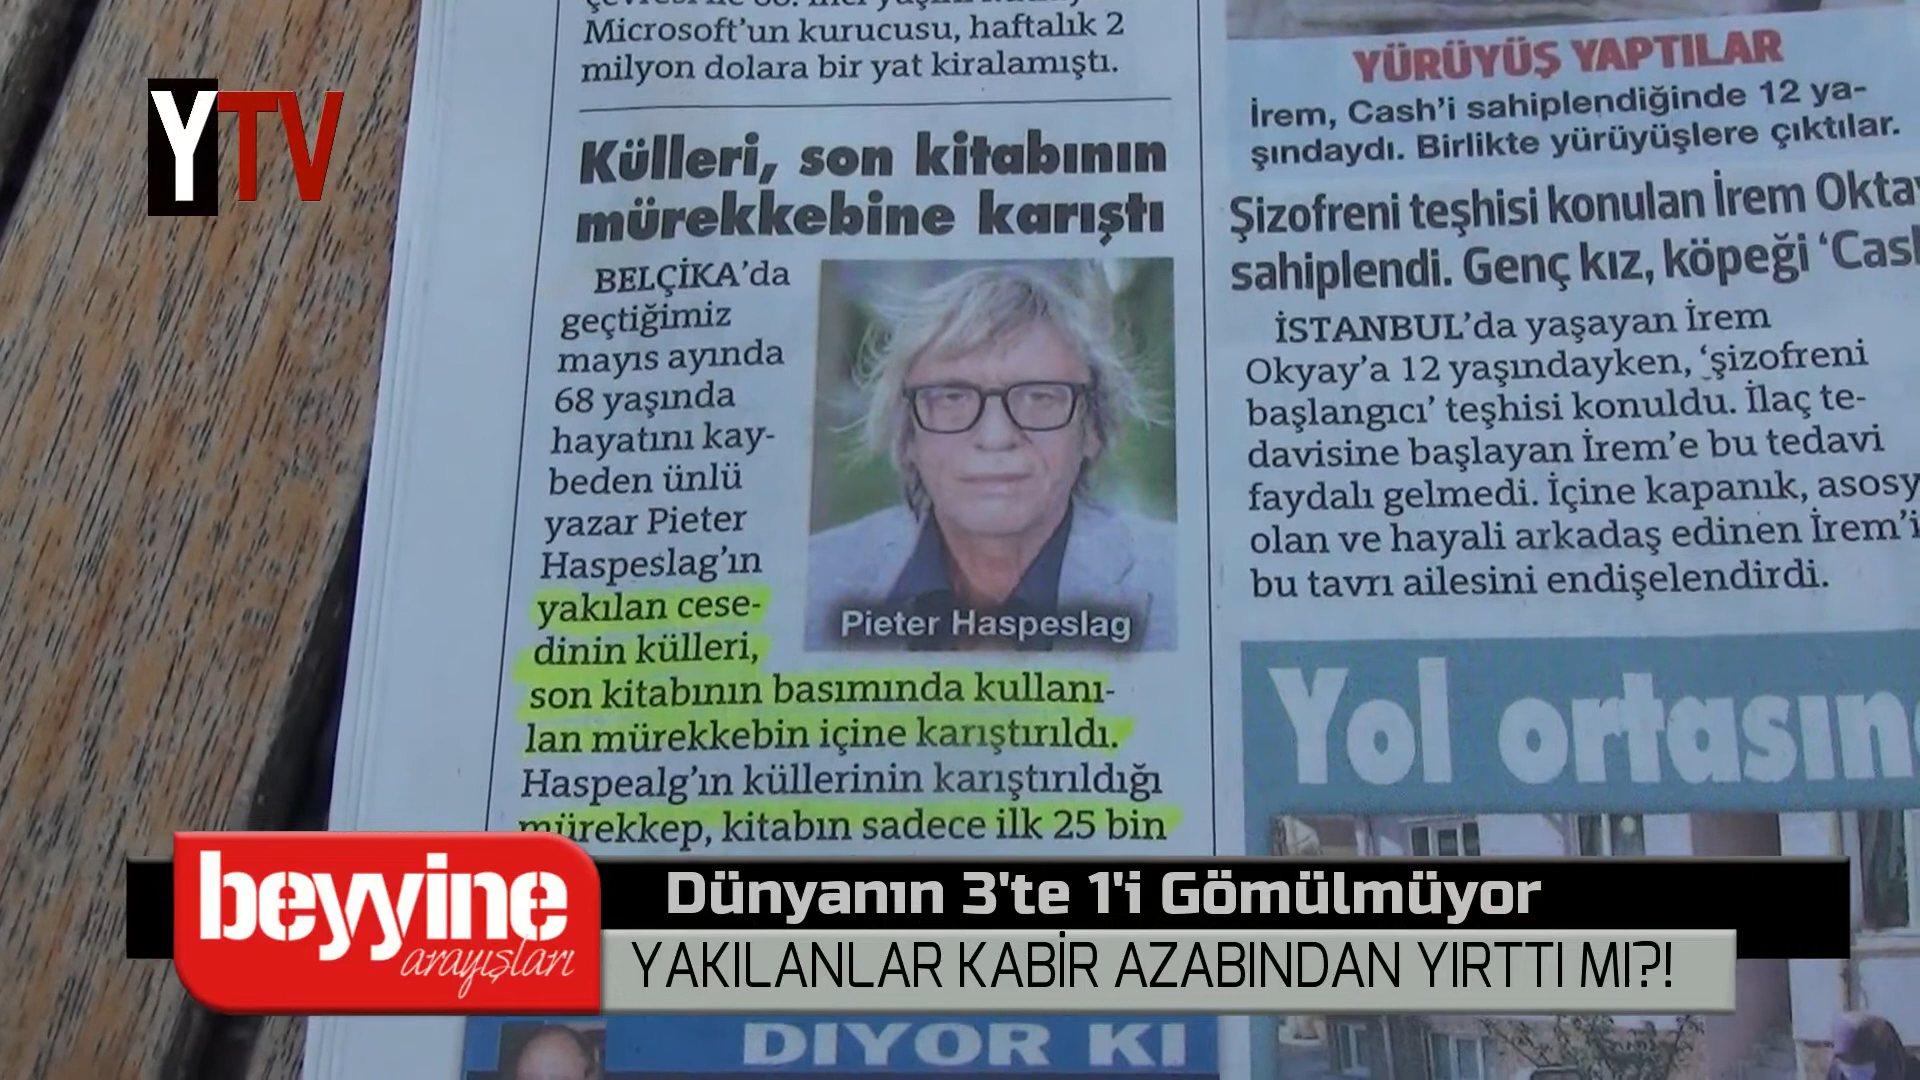 Microsoft'un kurucusu, haftalık 2
milyon dolara bir yat kiralamıştı.
Külleri, son kitabının
mürekkebine karıştı
BELÇİKA'da
geçtiğimiz
mayıs ayında
68 yaşında
hayatını kay-
beden ünlü
yazar Pieter
Haspeslag'ın
yakılan cese-
dinin külleri,
son kitabının basımında kullanı-
lan mürekkebin içine karıştırıldı.
Haspealg'ın küllerinin karıştırıldığı
mürekkep, kitabın sadece ilk 25 bin
Pieter Haspeslag
YÜRÜYÜŞ YAPTILAR
İrem, Cash'i sahiplendiğinde 12 ya-
şındaydı. Birlikte yürüyüşlere çıktılar.
Şizofreni teşhisi konulan İrem Oktay
sahiplendi. Genç kız, köpeği 'Cash
İSTANBUL'da yaşayan İrem
Okyay'a 12 yaşındayken, 'şizofreni
başlangıcı' teşhisi konuldu. İlaç te-
davisine başlayan İrem'e bu tedavi
faydalı gelmedi. İçine kapanık, asosy
olan ve hayali arkadaş edinen İrem'i
bu tavrı ailesini endişelendirdi.
Yol ortasın
YTV
beyyine
arayışları
Dünyanın 3'te 1'i Gömülmüyor
YAKILANLAR KABİR AZABINDAN YIRTTI MI?!
DIYOR KI